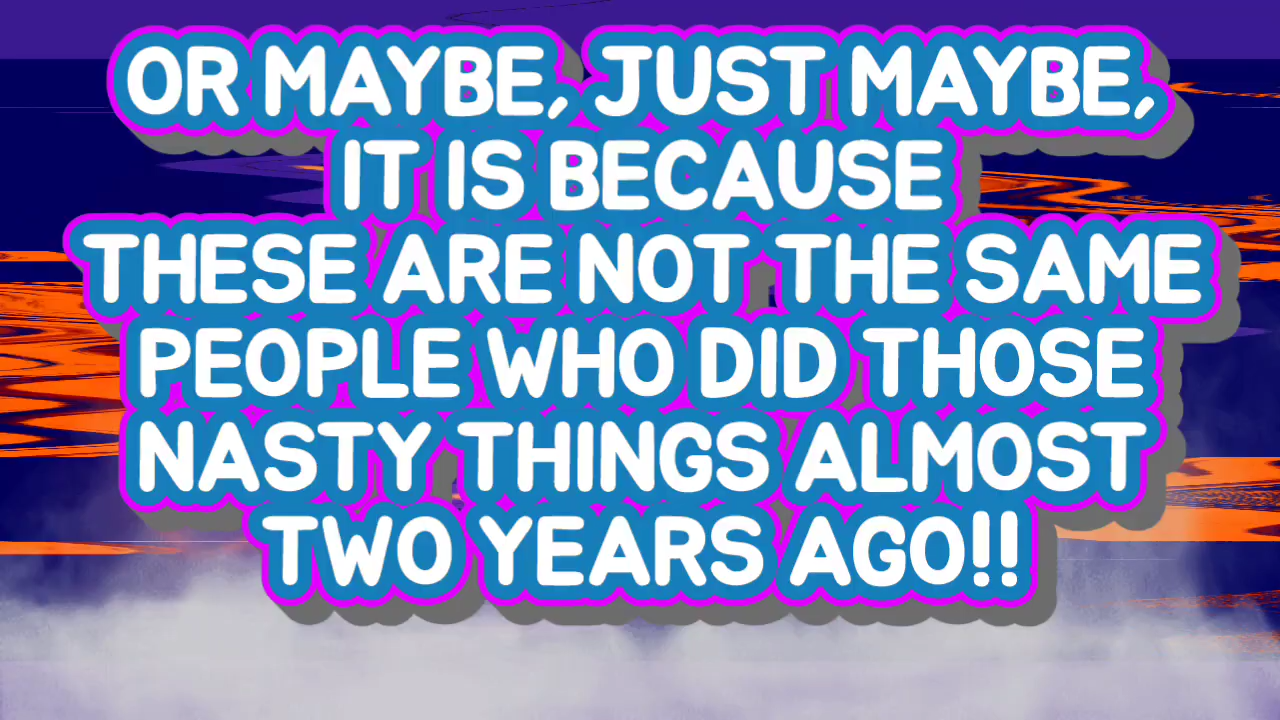 OR MAYBE, JUST MAYBE,
IT IS BECAUSE
THESE ARE NOT THE SAME
PEOPLE WHO DID THOSE
NASTY THINGS ALMOST
TWO YEARS AGO!!